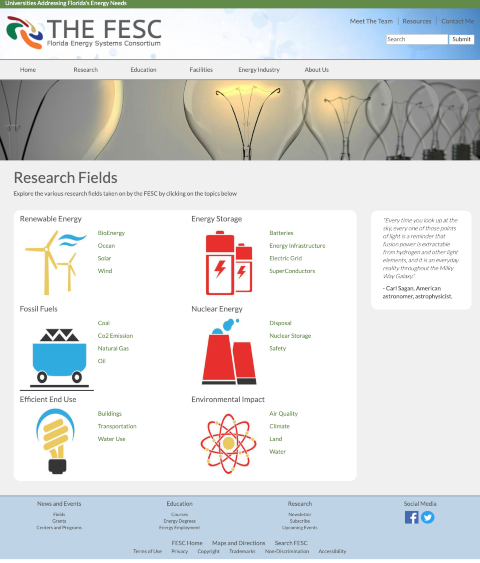 Universities Addressing Florida's Energy Needs
THE FESC
Florida Energy Systems Consortium
Meet The Team | Resources | Contact Me
Search Submit
Home Research Education Facilities Energy Industry About Us
Research Fields
Explore the various research fields taken on by the FESC by clicking on the topics below
Renewable Energy
BioEnergy
Ocean
Solar
Wind
Energy Storage
Batteries
Energy Infrastructure
Electric Grid
SuperConductors
Fossil Fuels
Coal
Co2 Emission
Natural Gas
Oil
Nuclear Energy
Disposal
Nuclear Storage
Safety
Efficient End Use
Buildings
Transportation
Water Use
Environmental Impact
Air Quality
Climate
Land
Water
"Every time you look up at the
sky, every one of those points
of light is a reminder that
fusion power is extractable
from hydrogen and other light
elements, and it is an everyday
reality throughout the Milky
Way Galaxy."
- Carl Sagan, American
astronomer, astrophysicist.
News and Events
Fields
Grants
Centers and Programs
Education
Courses
Energy Degrees
Energy Employment
Research
Newsletter
Subscribe
Upcoming Events
Social Media
FESC Home Maps and Directions Search FESC
Terms of Use Privacy Copyright Trademarks Non-Discrimination Accessibility